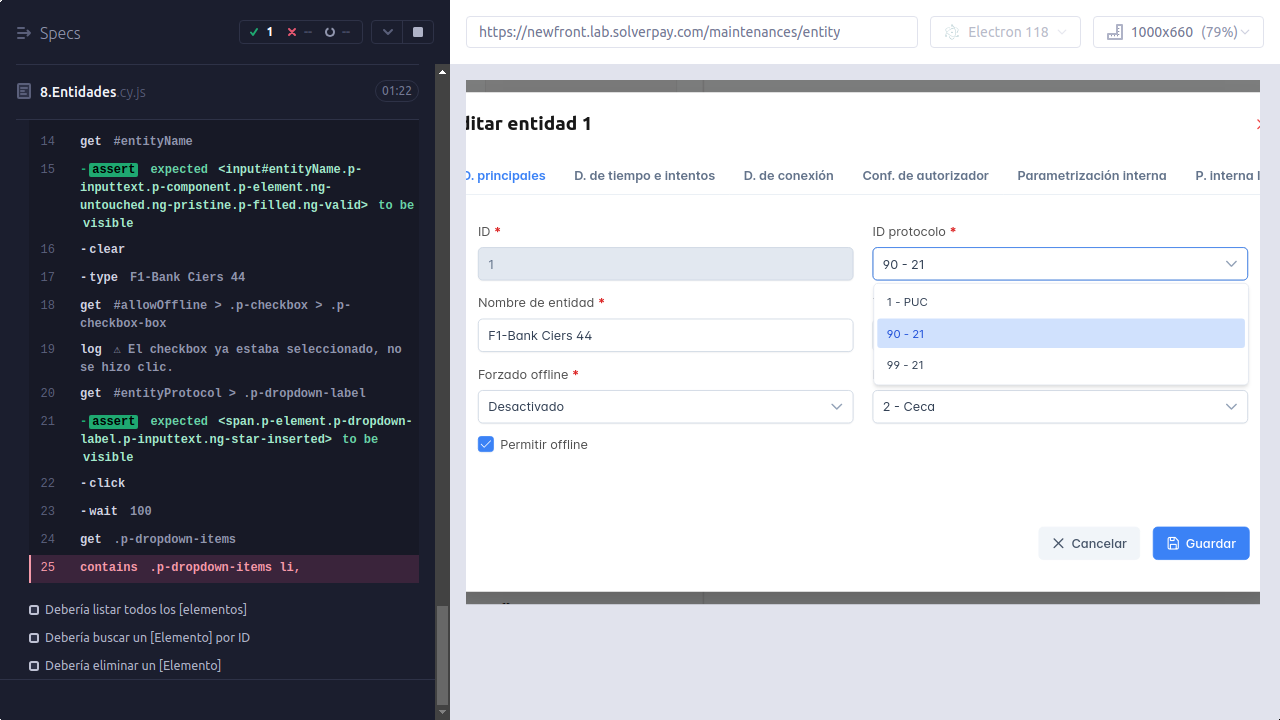 Specs
1
--
--
8.Entidades.cy.js
01:22
14 get #entityName
15 -assert expected <input#entityName.p-
inputtext.p-component.p-element.ng-
untouched.ng-pristine.p-filled.ng-valid> to be
visible
16 -clear
17 -type F1-Bank Ciers 44
18 get #allowOffline > .p-checkbox > .p-
checkbox-box
19 log ⚠ El checkbox ya estaba seleccionado, no
se hizo clic.
20 get #entityProtocol > .p-dropdown-label
21 -assert expected <span.p-element.p-dropdown-
label.p-inputtext.ng-star-inserted> to be
visible
22 -click
23 -wait 100
24 get .p-dropdown-items
25 contains .p-dropdown-items li,
Debería listar todos los [elementos]
Debería buscar un [Elemento] por ID
Debería eliminar un [Elemento]
https://newfront.lab.solverpay.com/maintenances/entity
Electron 118
1000x660 (79%)
ditar entidad 1
D. principales
D. de tiempo e intentos
D. de conexión
Conf. de autorizador
Parametrización interna
P. interna
ID *
1
ID protocolo *
90 - 21
1 - PUC
90 - 21
99 - 21
Nombre de entidad *
F1-Bank Ciers 44
Forzado offline *
Desactivado
2 - Ceca
Permitir offline
Cancelar
Guardar